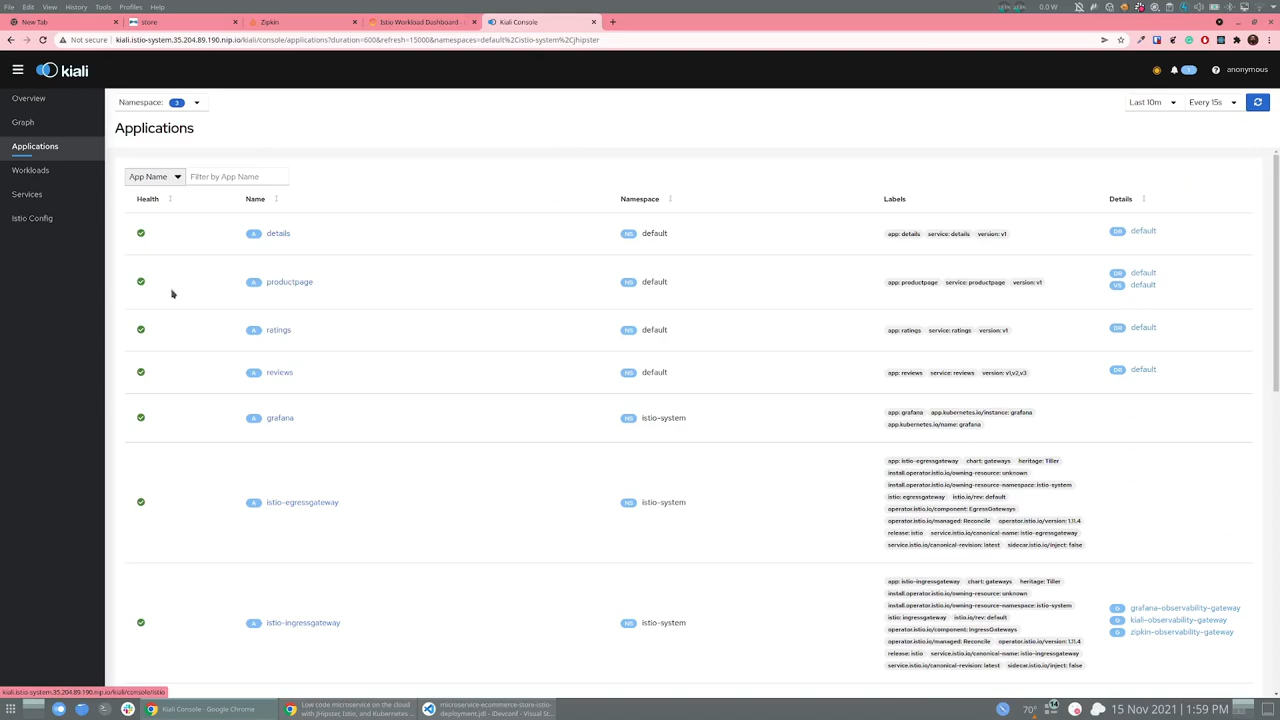 File Edit View History Tools Profiles Help
0.0 W
New Tab
store
Zipkin
Istio Workload Dashboard -
Kiali Console
Not secure kiali.istio-system.35.204.89.190.nip.io/kiali/console/applications?duration=600&refresh=15000&namespaces=default%2Cistio-system%2Cjhipster
kiali
anonymous
Overview
Graph
Applications
Workloads
Services
Istio Config
Namespace: 3
Last 10m
Every 15s
Applications
App Name
Filter by App Name
Health
Name
Namespace
Labels
Details
A details
NS default
app: details service: details version: v1
DR default
A productpage
NS default
app: productpage service: productpage version: v1
DR default
VS default
A ratings
NS default
app: ratings service: ratings version: v1
DR default
A reviews
NS default
app: reviews service: reviews version: v1,v2,v3
DR default
A grafana
NS istio-system
app: grafana app.kubernetes.io/instance: grafana
app.kubernetes.io/name: grafana
A istio-egressgateway
NS istio-system
app: istio-egressgateway chart: gateways heritage: Tiller
install.operator.istio.io/owning-resource: unknown
install.operator.istio.io/owning-resource-namespace: istio-system
istio: egressgateway istio.io/rev: default
operator.istio.io/component: EgressGateways
operator.istio.io/managed: Reconcile operator.istio.io/version: 1.11.4
release: istio service.istio.io/canonical-name: istio-egressgateway
service.istio.io/canonical-revision: latest sidecar.istio.io/inject: false
A istio-ingressgateway
NS istio-system
app: istio-ingressgateway chart: gateways heritage: Tiller
install.operator.istio.io/owning-resource: unknown
install.operator.istio.io/owning-resource-namespace: istio-system
istio: ingressgateway istio.io/rev: default
operator.istio.io/component: IngressGateways
operator.istio.io/managed: Reconcile operator.istio.io/version: 1.11.4
release: istio service.istio.io/canonical-name: istio-ingressgateway
service.istio.io/canonical-revision: latest sidecar.istio.io/inject: false
G grafana-observability-gateway
G kiali-observability-gateway
G zipkin-observability-gateway
kiali.istio-system.35.204.89.190.nip.io/kiali/console/istio
Kiali Console - Google Chrome
Low code microservice on the cloud
with JHipster, Istio, and Kubernetes
microservice-ecommerce-store-istio-
deployment.jdl - iDevconf - Visual St...
70°
14
15 Nov 2021 | 1:59 PM